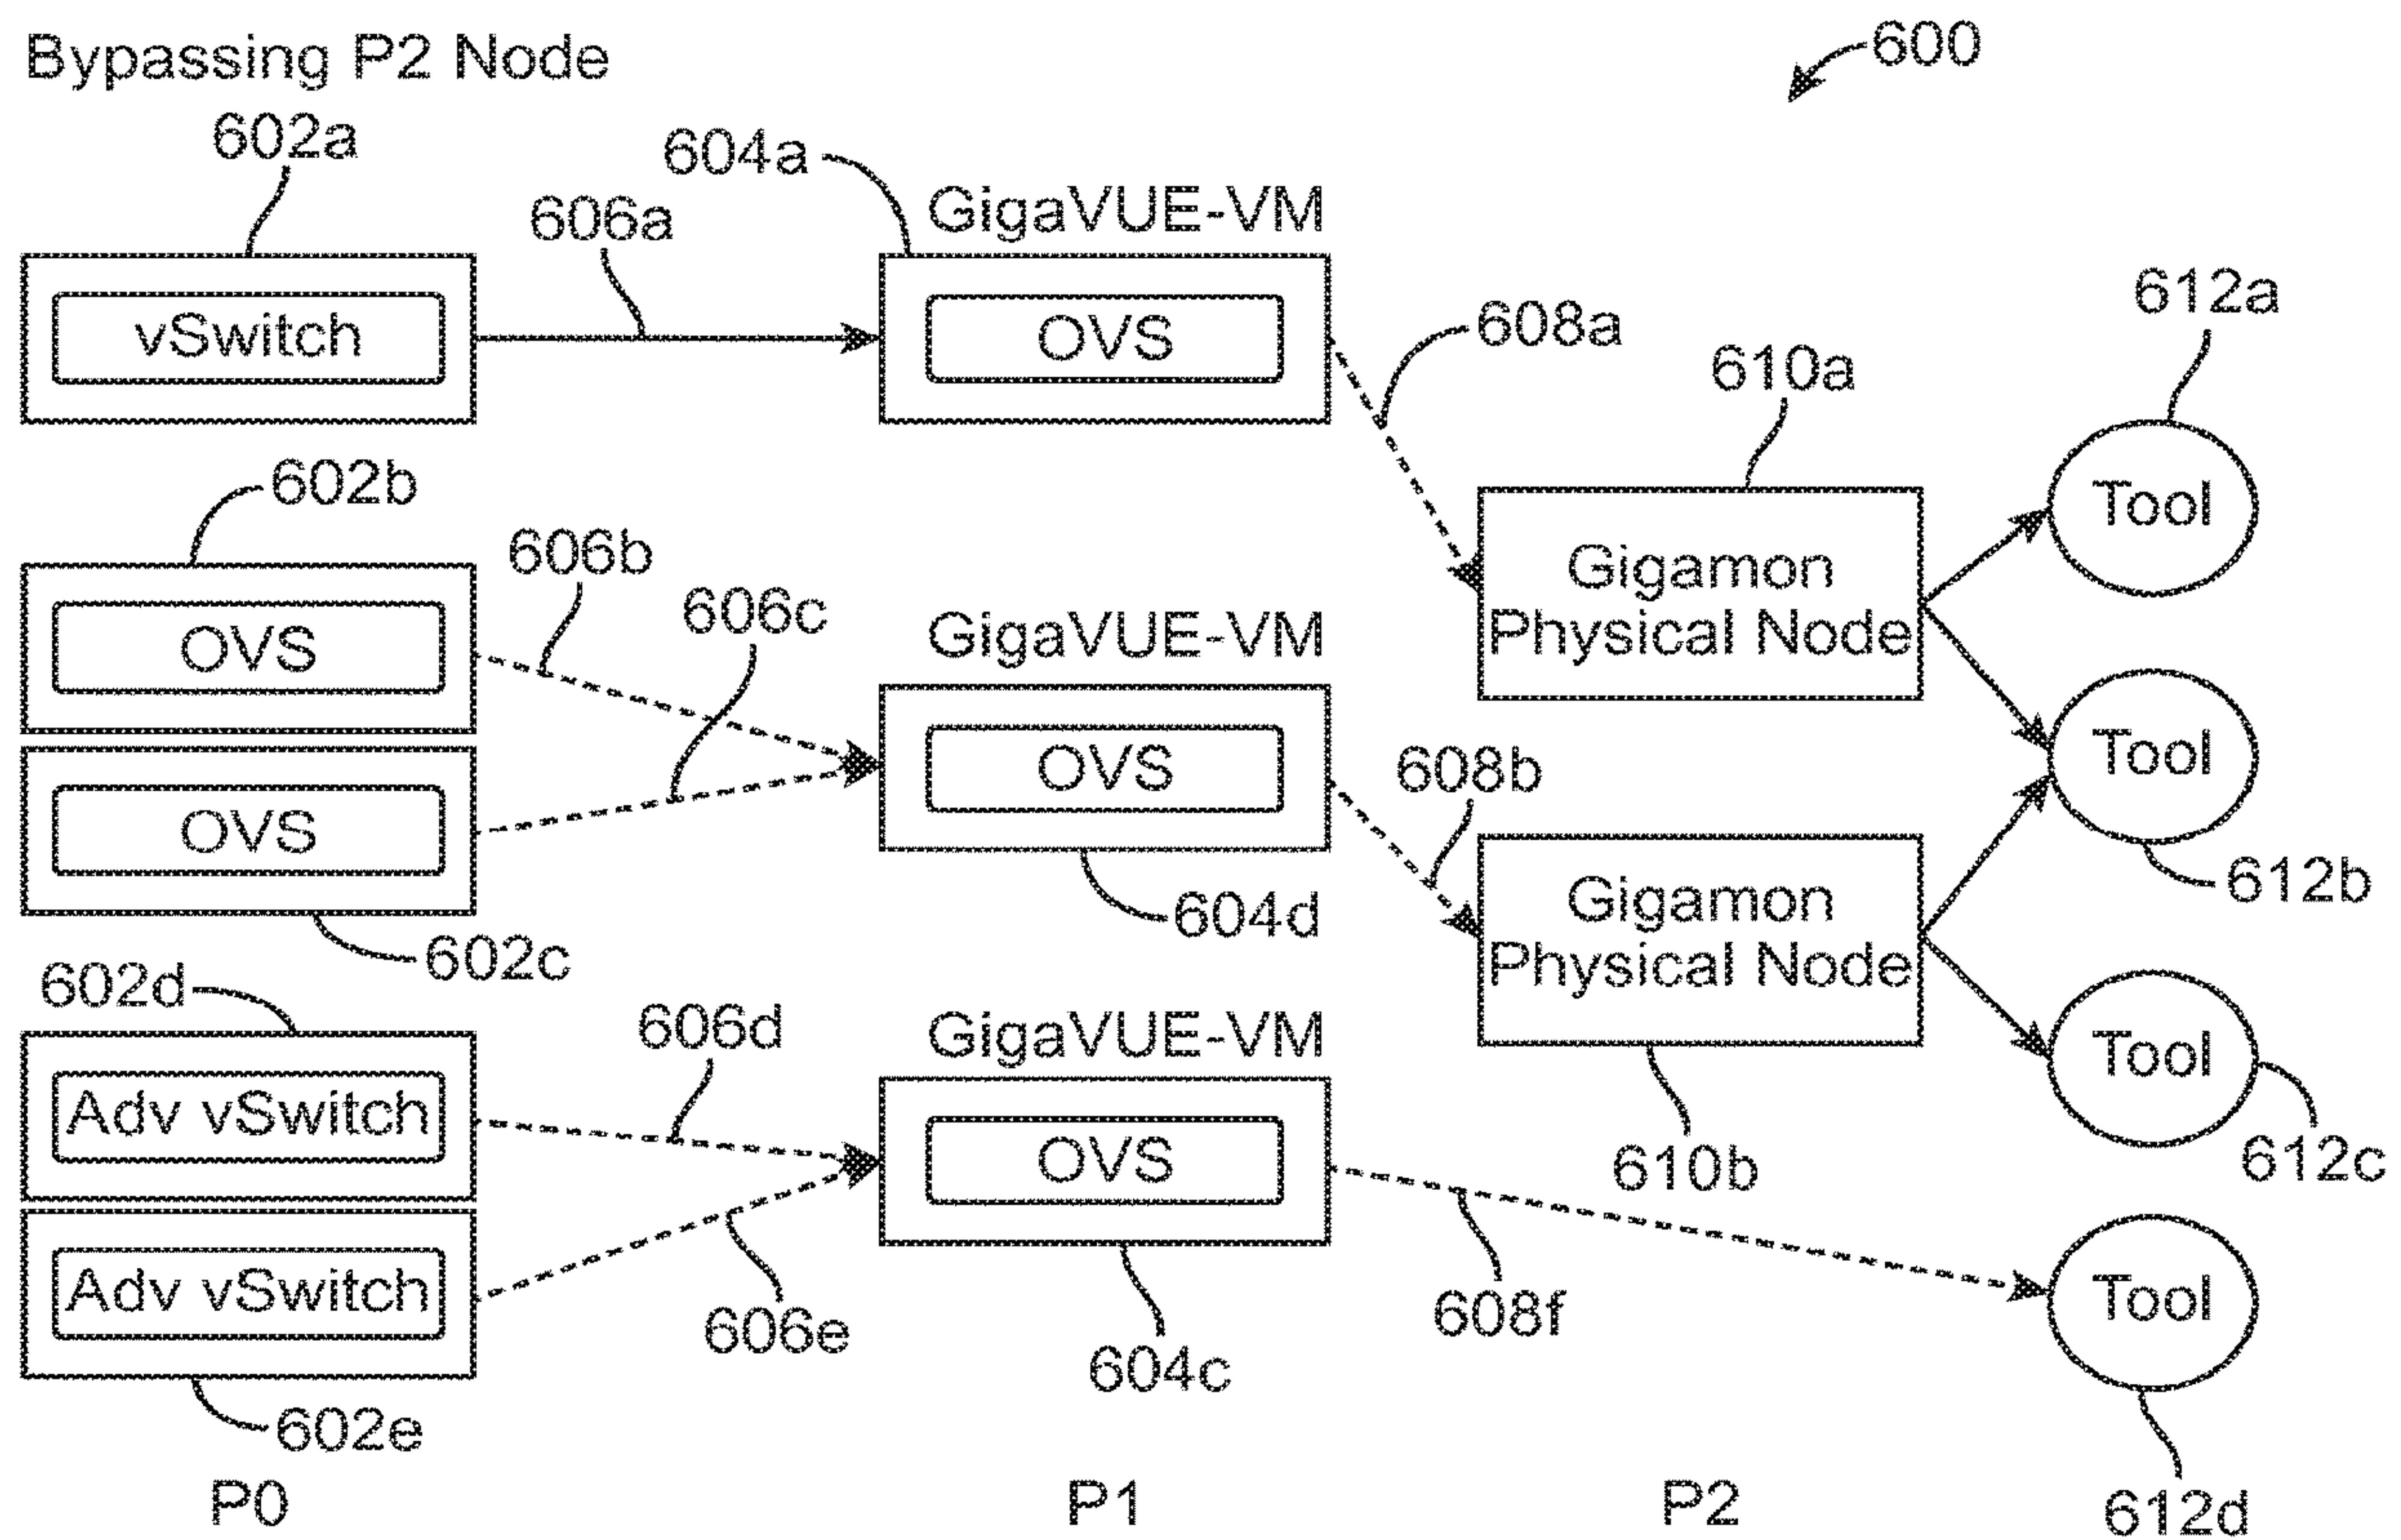 Bypassing P2 Node
600
602a
604a
606a
GigaVUE-VM
vSwitch
OVS
608a
610a
612a
Tool
602b
606b
606c
OVS
GigaVUE-VM
Gigamon
Physical Node
OVS
OVS
608b
Tool
612b
602c
604d
Gigamon
Physical Node
602d
606d
GigaVUE-VM
Adv vSwitch
OVS
610b
Tool
612c
Adv vSwitch
606e
604c
608f
Tool
602e
612d
P0
P1
P2